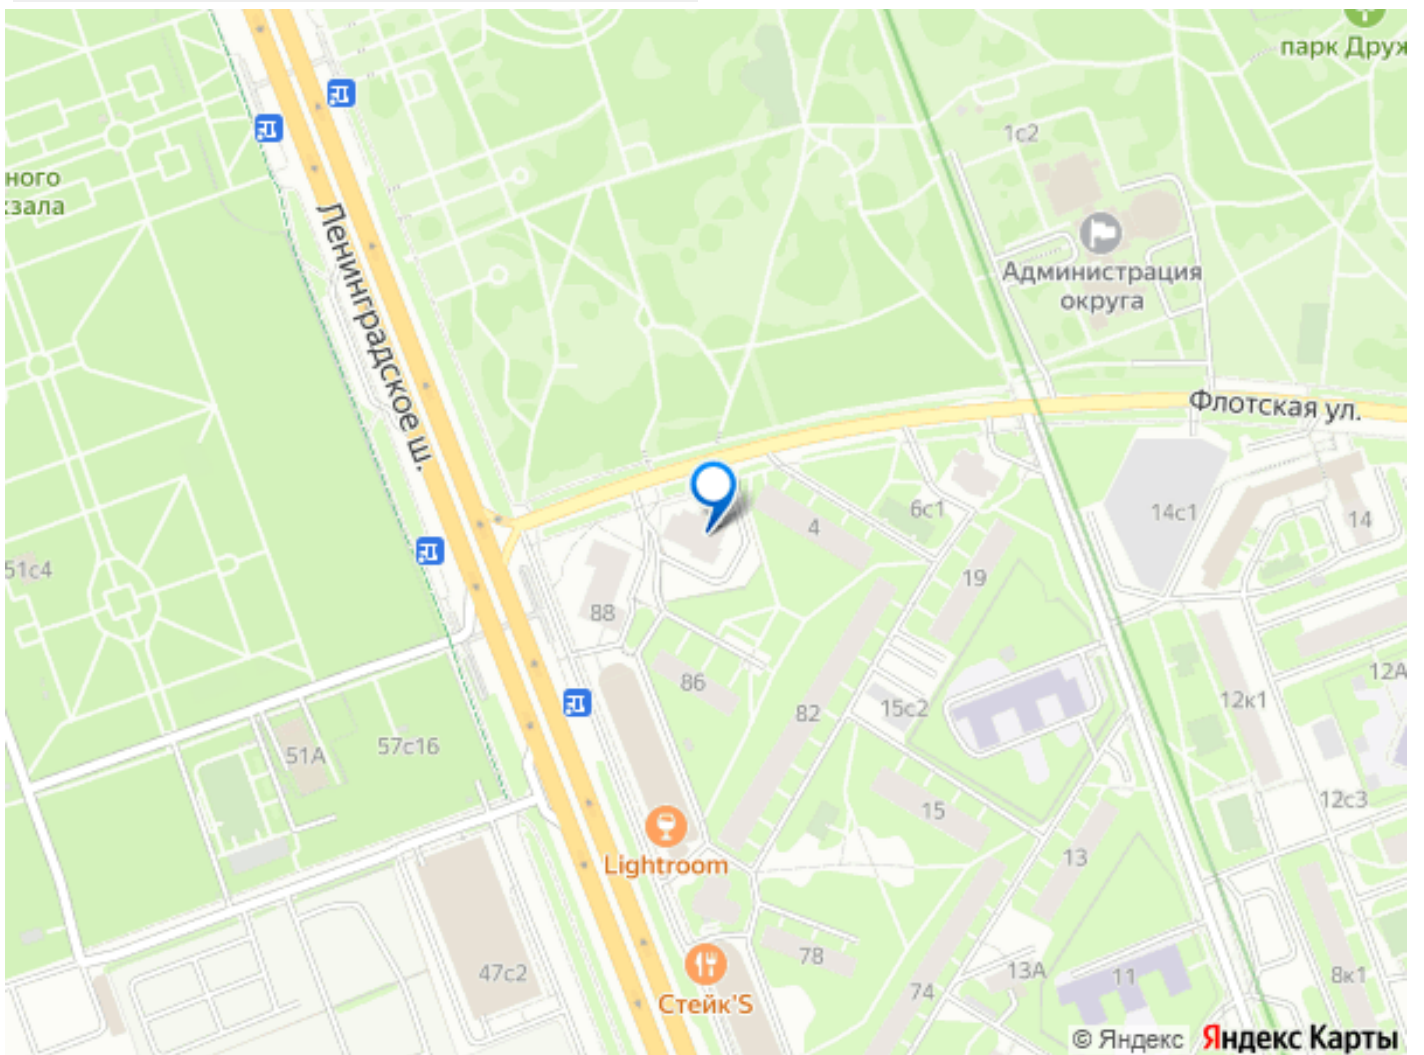 парк Друж
1с2
ного
кзала
Ленинградское ш.
Администрация
округа
Флотская ул.
4
6с1
14с1
14
51с4
19
88
86
82
15с2
12к1
12А
51А
57с16
15
12с3
Lightroom
13
47с2
78
13А
11
8к1
Стейк'S
74
© Яндекс Яндекс Карты